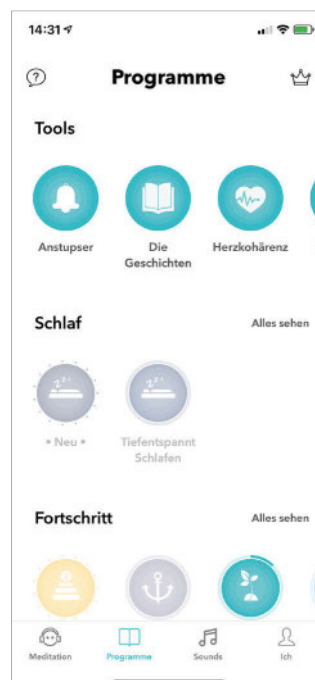 14:31
Programme
Tools
Anstupser
Die
Geschichten
Herzkohärenz
Schlaf
Alles sehen
• Neu •
Tiefentspannt
Schlafen
Fortschritt
Alles sehen
Meditation
Programme
Sounds
Ich